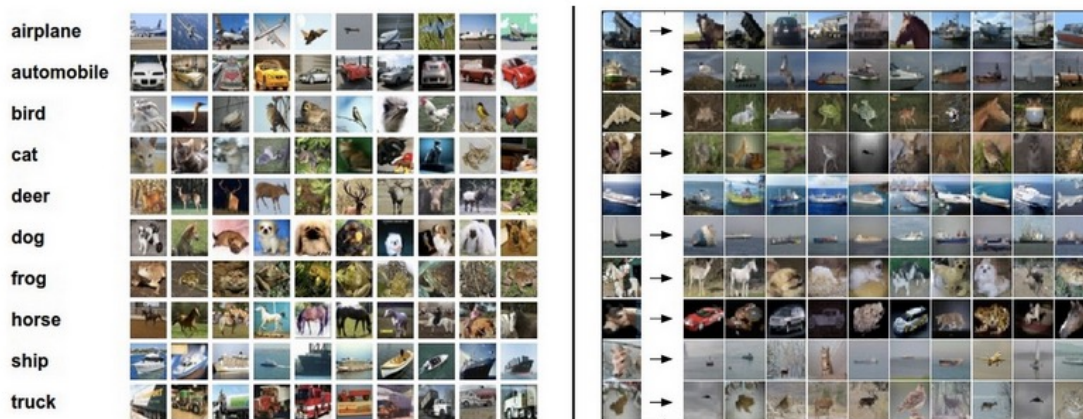 airplane
automobile
bird
cat
deer
dog
frog
horse
ship
truck